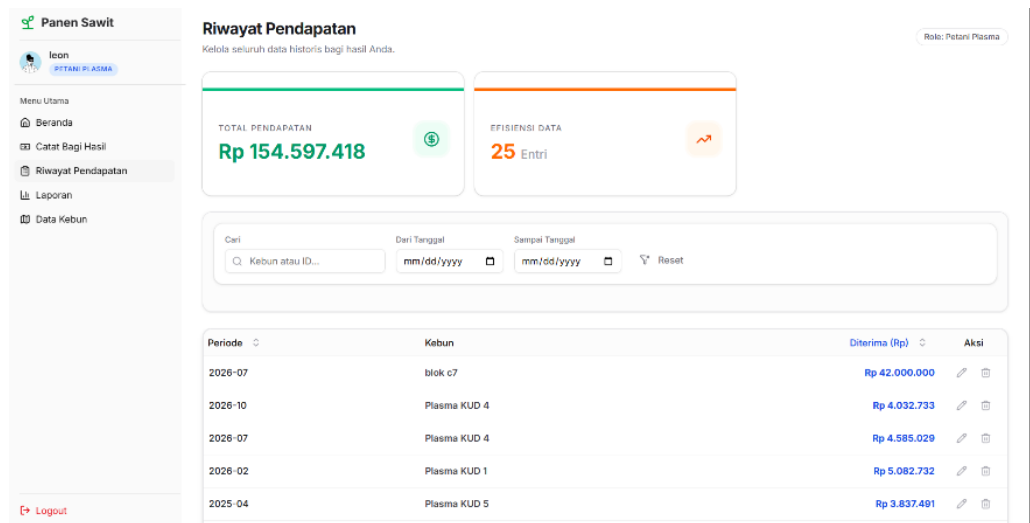 Panen Sawit
leon
PETANI PLASMA
Menu Utama
Beranda
Catat Bagi Hasil
Riwayat Pendapatan
Laporan
Data Kebun
Logout
Riwayat Pendapatan
Kelola seluruh data historis bagi hasil Anda.
Role: Petani Plasma
TOTAL PENDAPATAN
Rp 154.597.418
EFISIENSI DATA
25 Entri
Cari
Kebun atau ID...
Dari Tanggal
mm/dd/yyyy
Sampai Tanggal
mm/dd/yyyy
Reset
Periode Kebun Diterima (Rp) Aksi
2026-07 blok c7 Rp 42.000.000
2026-10 Plasma KUD 4 Rp 4.032.733
2026-07 Plasma KUD 4 Rp 4.585.029
2026-02 Plasma KUD 1 Rp 5.082.732
2025-04 Plasma KUD 5 Rp 3.837.491